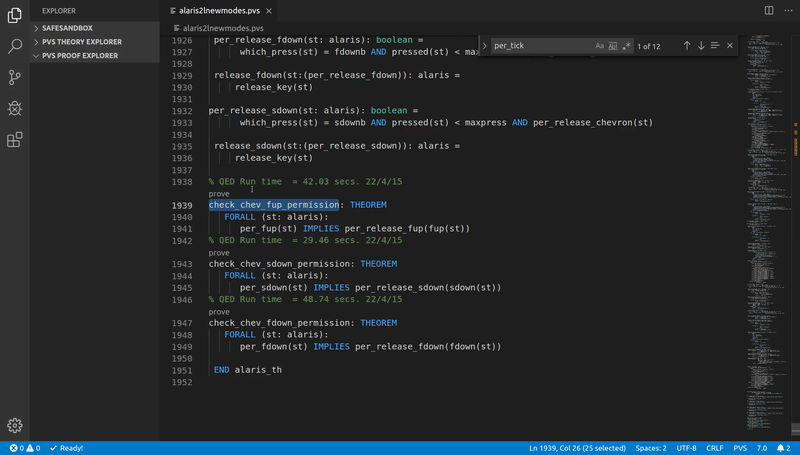 EXPLORER
SAFESANDBOX
PVS THEORY EXPLORER
PVS PROOF EXPLORER
alaris2lnewmodes.pvs
alaris2lnewmodes.pvs
per_tick
Aa Ab| .* 1 of 12
1926 per_release_fdown(st: alaris): boolean =
1927 which_press(st) = fdownb AND pressed(st) <
1928
1929 release_fdown(st:(per_release_fdown)): alaris =
1930 release_key(st)
1931
1932 per_release_sdown(st: alaris): boolean =
1933 which_press(st) = sdownb AND pressed(st) < maxpress AND per_release_chevron(st)
1934
1935 release_sdown(st:(per_release_sdown)): alaris =
1936 release_key(st)
1937
1938 % QED Run time = 42.03 secs. 22/4/15
prove
1939 check_chev_fup_permission: THEOREM
1940 FORALL (st: alaris):
1941 per_fup(st) IMPLIES per_release_fup(fup(st))
1942 % QED Run time = 29.46 secs. 22/4/15
prove
1943 check_chev_sdown_permission: THEOREM
1944 FORALL (st: alaris):
1945 per_sdown(st) IMPLIES per_release_sdown(sdown(st))
1946 % QED Run time = 48.74 secs. 22/4/15
prove
1947 check_chev_fdown_permission: THEOREM
1948 FORALL (st: alaris):
1949 per_fdown(st) IMPLIES per_release_fdown(fdown(st))
1950
1951 END alaris_th
1952
0 0 Ready! Ln 1939, Col 26 (25 selected) Spaces: 2 UTF-8 CRLF PVS 7.0 2